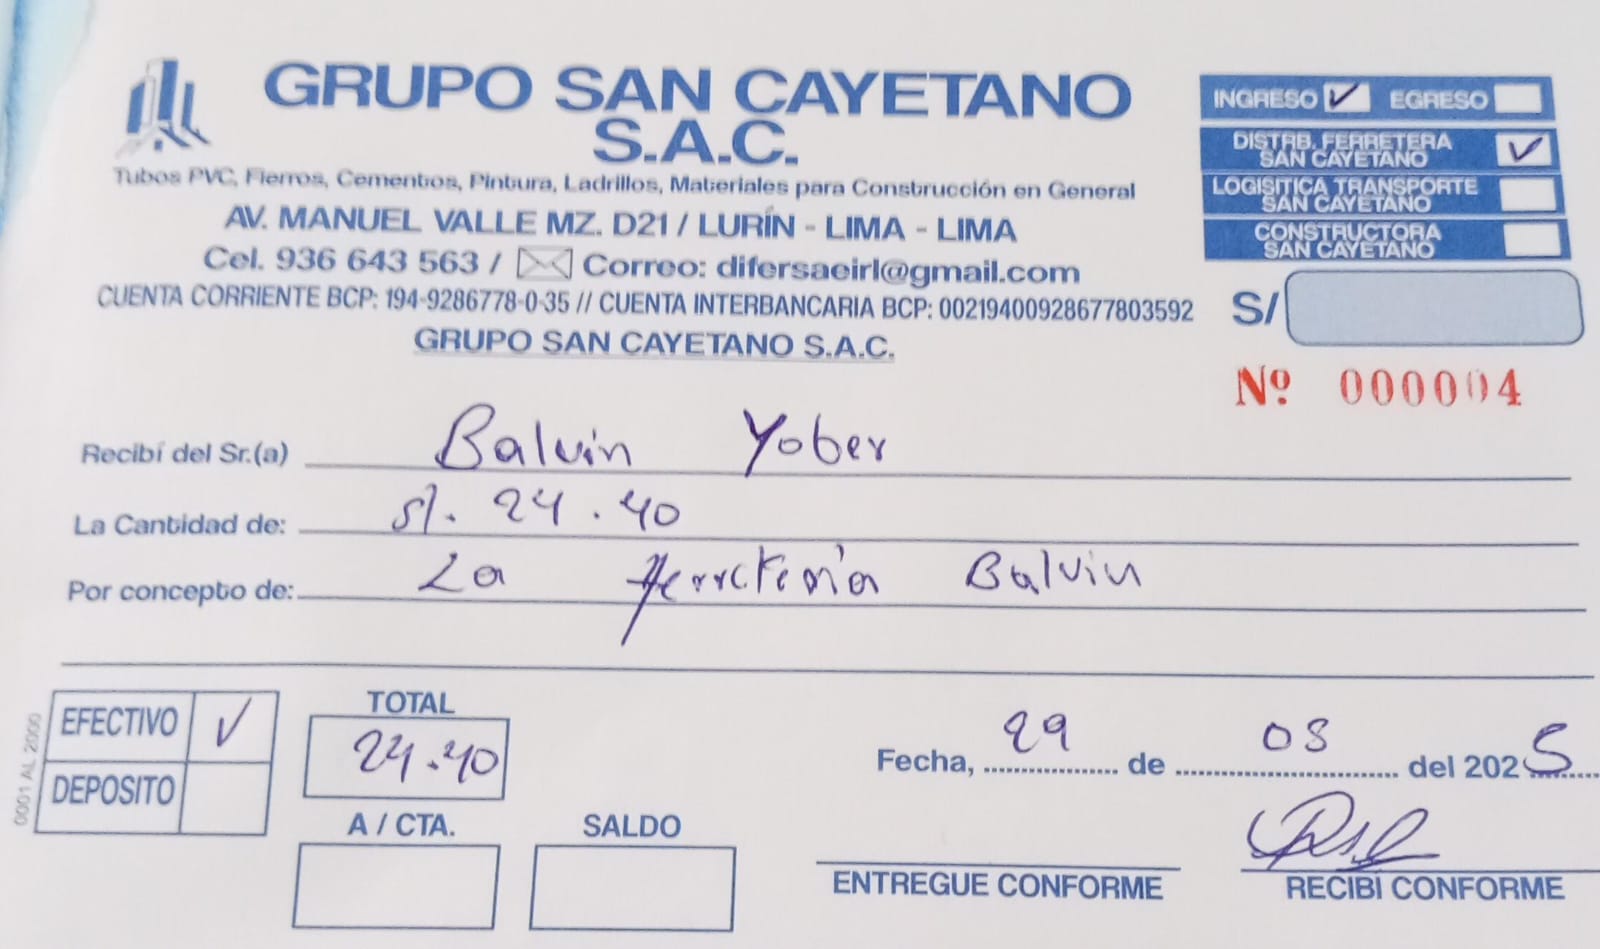 GRUPO SAN CAYETANO
S.A.C.
Tubos PVC, Fierros, Cementos, Pintura, Ladrillos, Materiales para Construcción en General
AV. MANUEL VALLE MZ. D21 / LURÍN - LIMA - LIMA
Cel. 936 643 563 / Correo: difersaeirl@gmail.com
CUENTA CORRIENTE BCP: 194-9286778-0-35 // CUENTA INTERBANCARIA BCP: 00219400928677803592
GRUPO SAN CAYETANO S.A.C.
INGRESO ✓ EGRESO
DISTRB. FERRETERA
SAN CAYETANO ✓
LOGISITICA TRANSPORTE
SAN CAYETANO
CONSTRUCTORA
SAN CAYETANO
S/
Nº 000004
Recibí del Sr.(a) Balvin Yober
La Cantidad de: S/. 24.40
Por concepto de: La Ferreteria Balvin
0001 AL 2000
EFECTIVO ✓
DEPOSITO
TOTAL
24.40
A / CTA.
SALDO
Fecha, 29 de 08 del 2025
ENTREGUE CONFORME
RECIBI CONFORME